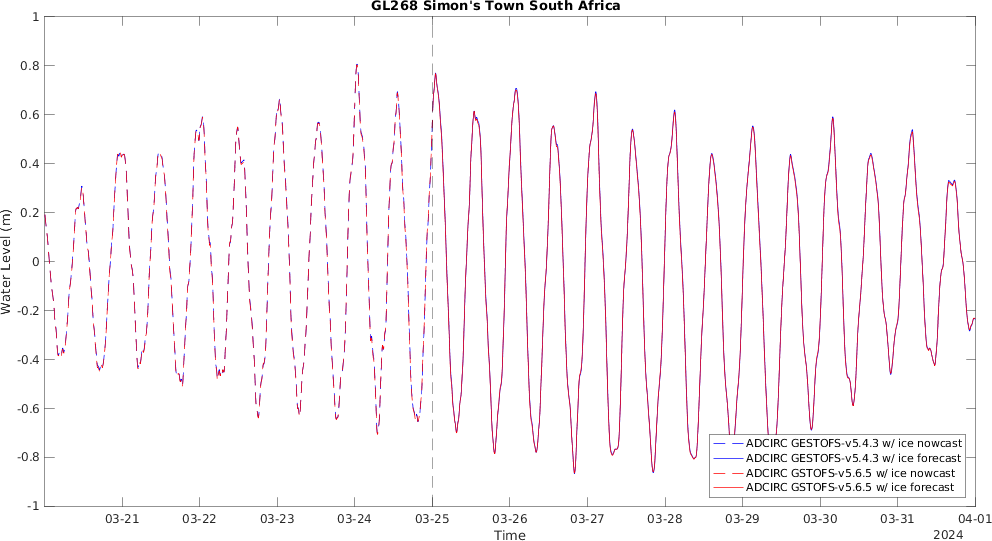 GL268 Simon's Town South Africa
1
0.8
0.6
0.4
0.2
0
-0.2
-0.4
-0.6
-0.8
-1
Water Level (m)
ADCIRC GESTOFS-v5.4.3 w/ ice nowcast
ADCIRC GESTOFS-v5.4.3 w/ ice forecast
ADCIRC GSTOFS-v5.6.5 w/ ice nowcast
ADCIRC GSTOFS-v5.6.5 w/ ice forecast
03-21 03-22 03-23 03-24 03-25 03-26 03-27 03-28 03-29 03-30 03-31 04-01
Time
2024